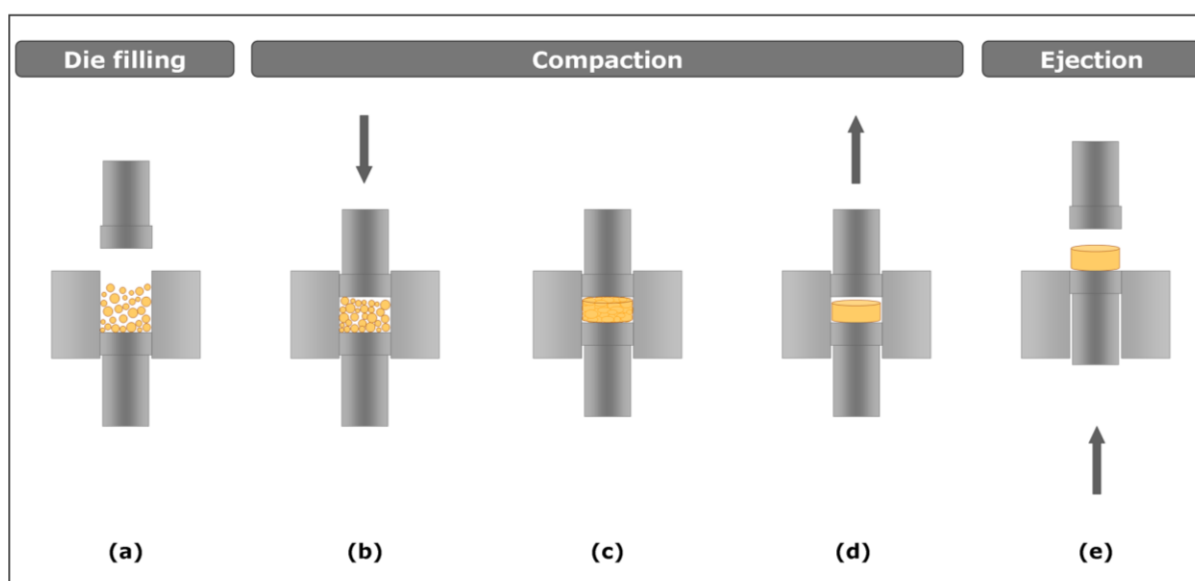 Die filling
Compaction
Ejection
(a)
(b)
(c)
(d)
(e)